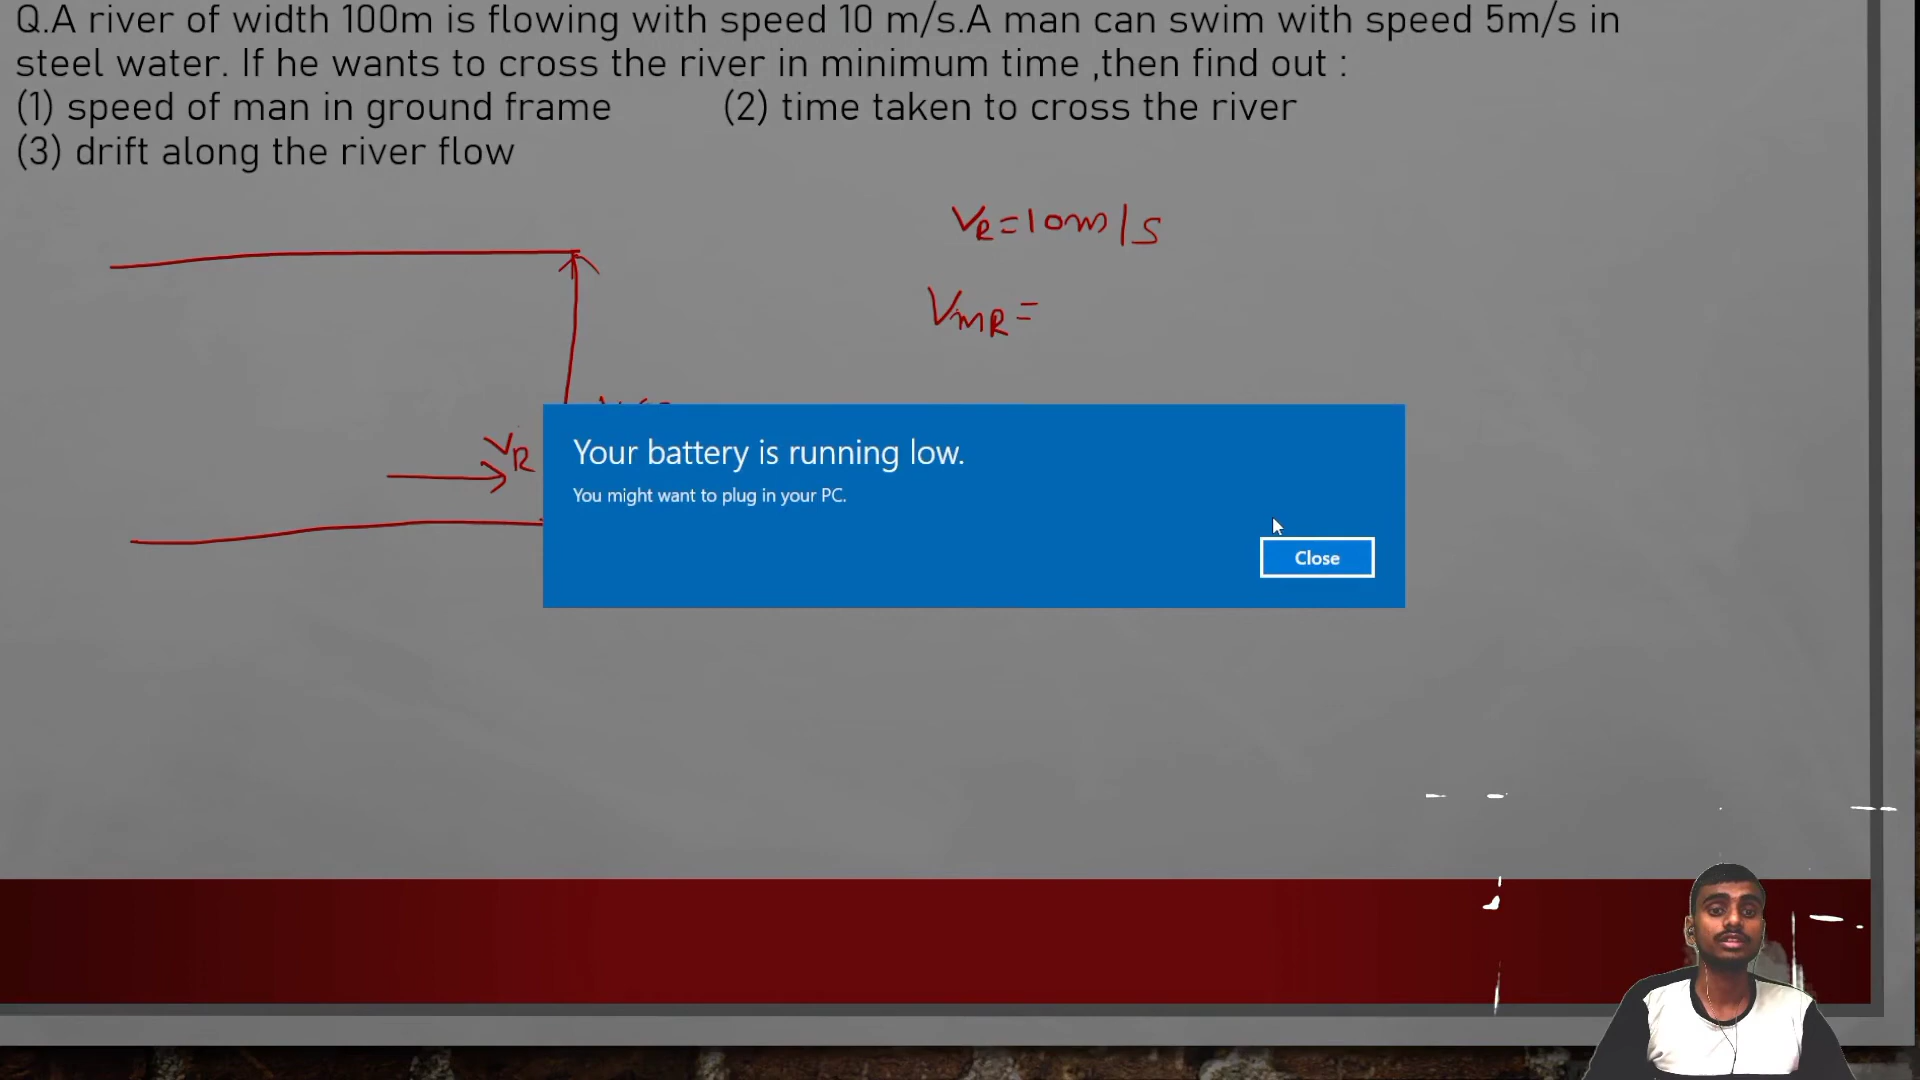 Q.A river of width 100m is flowing with speed 10 m/s.A man can swim with speed 5m/s in
steel water. If he wants to cross the river in minimum time ,then find out :
(1) speed of man in ground frame (2) time taken to cross the river
(3) drift along the river flow
VR=10m/s
VMR=
VR
Your battery is running low.
You might want to plug in your PC.
Close